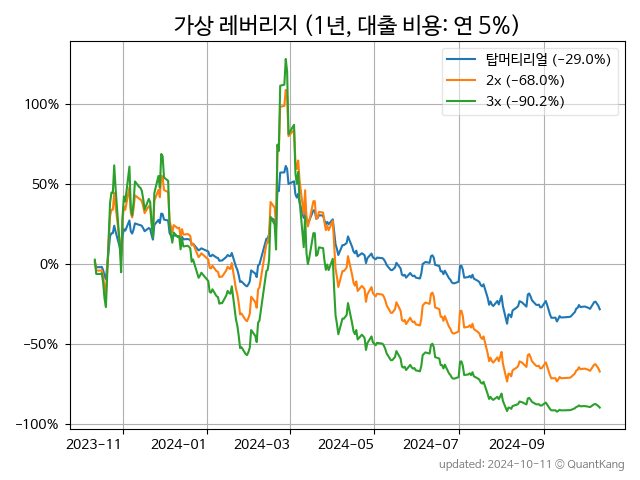 가상 레버리지 (1년, 대출 비용: 연 5%)
탑머티리얼 (−29.0%)
2x (−68.0%)
3x (−90.2%)
100%
50%
0%
−50%
−100%
2023-11
2024-01
2024-03
2024-05
2024-07
2024-09
updated: 2024-10-11 © QuantKang